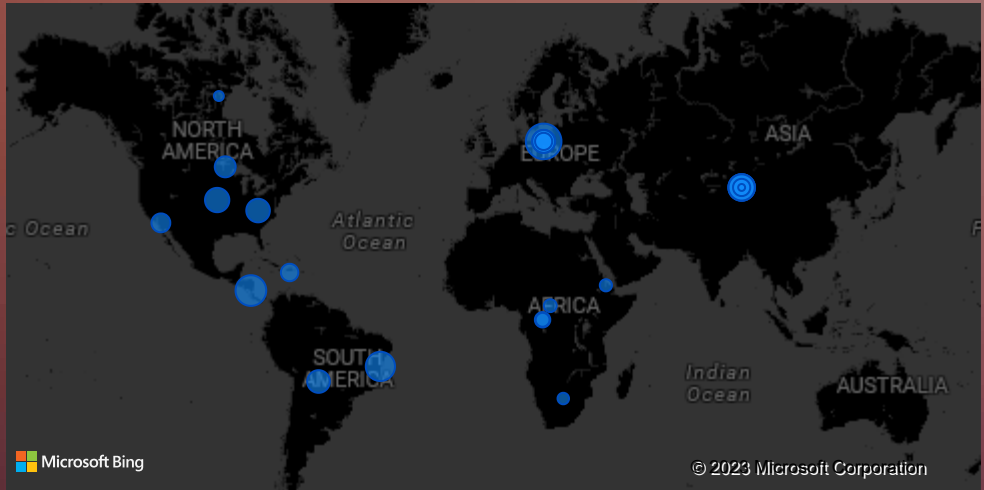 NORTH
AMERICA
ASIA
EUROPE
c Ocean
Atlantic
Ocean
AFRICA
SOUTH
AMERICA
Indian
Ocean
AUSTRALIA
Microsoft Bing
© 2023 Microsoft Corporation